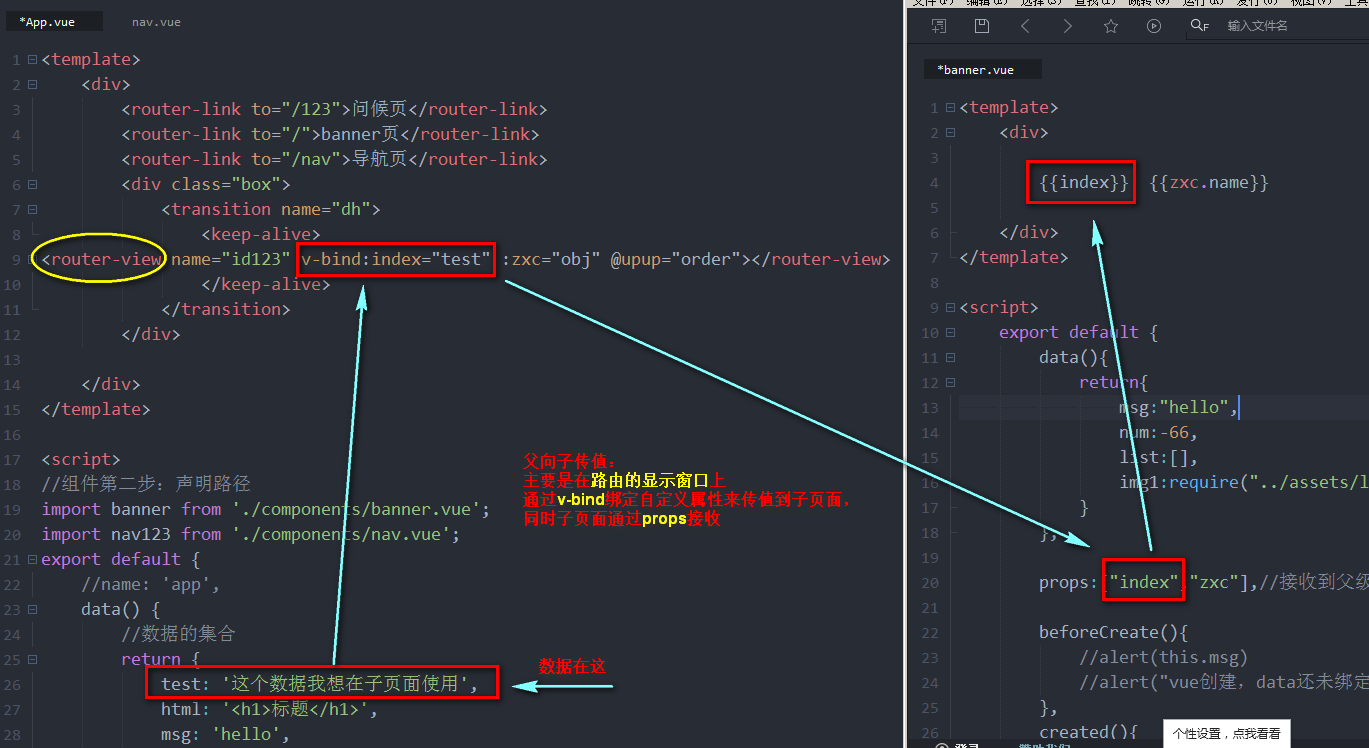 *App.vue nav.vue
1 <template>
2 <div>
3 <router-link to="/123">问候页</router-link>
4 <router-link to="/">banner页</router-link>
5 <router-link to="/nav">导航页</router-link>
6 <div class="box">
7 <transition name="dh">
8 <keep-alive>
9 <router-view name="id123" v-bind:index="test" :zxc="obj" @upup="order"></router-view>
10 </keep-alive>
11 </transition>
12 </div>
13
14 </div>
15 </template>
16
17 <script>
18 //组件第二步：声明路径
19 import banner from './components/banner.vue';
20 import nav123 from './components/nav.vue';
21 export default {
22 //name: 'app',
23 data() {
24 //数据的集合
25 return {
26 test: '这个数据我想在子页面使用',
27 html: '<h1>标题</h1>',
28 msg: 'hello',
父向子传值：
主要是在路由的显示窗口上
通过v-bind绑定自定义属性来传值到子页面，
同时子页面通过props接收
数据在这
文件(F) 编辑(E) 选择(S) 查找(I) 跳转(G) 运行(R) 发行(U) 视图(V) 工具
输入文件名
*banner.vue
1 <template>
2 <div>
3
4 {{index}} {{zxc.name}}
5
6 </div>
7 </template>
8
9 <script>
10 export default {
11 data(){
12 return{
13 msg:"hello",
14 num:-66,
15 list:[],
16 img1:require("../assets/l
17 }
18 },
19
20 props:["index","zxc"],//接收到父级
21
22 beforeCreate(){
23 //alert(this.msg)
24 //alert("vue创建，data还未绑定
25 },
26 created(){
个性设置，点我看看
登录